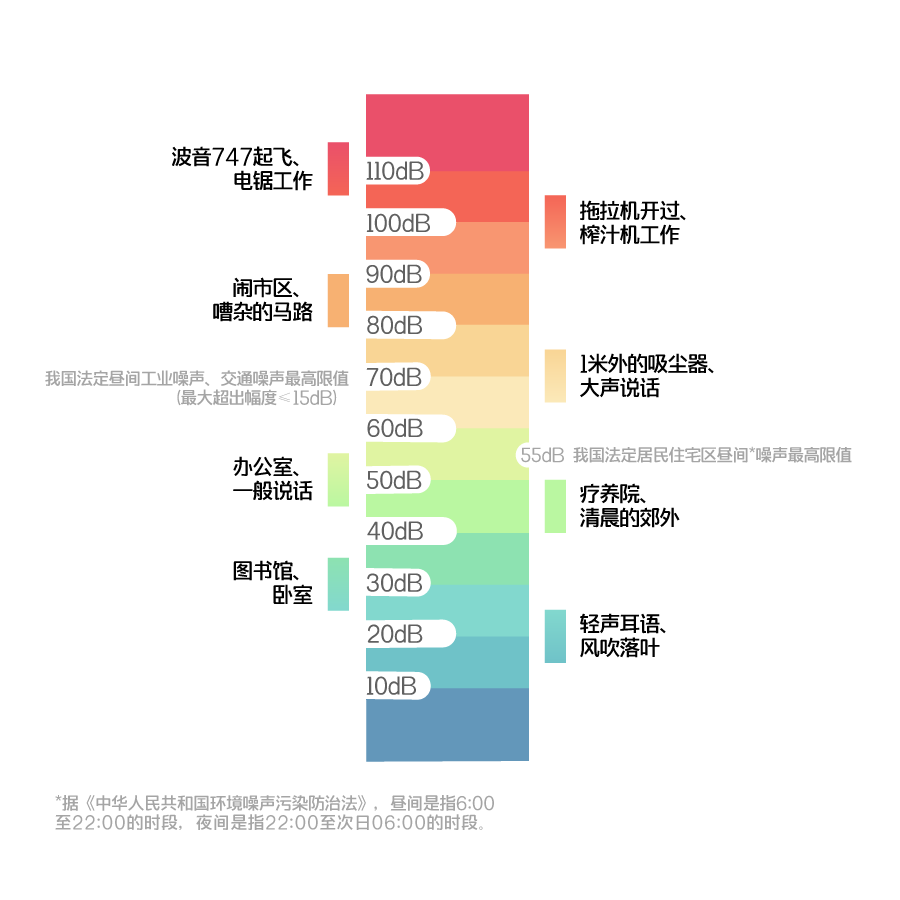 波音747起飞、
电锯工作
110dB
拖拉机开过、
榨汁机工作
100dB
90dB
闹市区、
嘈杂的马路
80dB
1米外的吸尘器、
大声说话
70dB
我国法定昼间工业噪声、交通噪声最高限值
(最大超出幅度≤15dB)
60dB
55dB 我国法定居民住宅区昼间*噪声最高限值
办公室、
一般说话
50dB
疗养院、
清晨的郊外
40dB
图书馆、
卧室
30dB
轻声耳语、
风吹落叶
20dB
10dB
*据《中华人民共和国环境噪声污染防治法》，昼间是指6:00
至22:00的时段，夜间是指22:00至次日06:00的时段。